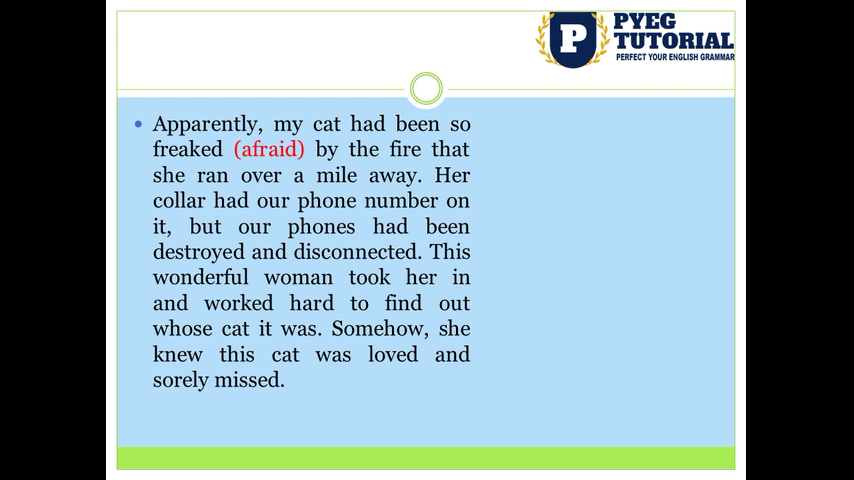 P
PYEG
TUTORIAL
PERFECT YOUR ENGLISH GRAMMAR
• Apparently, my cat had been so
freaked (afraid) by the fire that
she ran over a mile away. Her
collar had our phone number on
it, but our phones had been
destroyed and disconnected. This
wonderful woman took her in
and worked hard to find out
whose cat it was. Somehow, she
knew this cat was loved and
sorely missed.